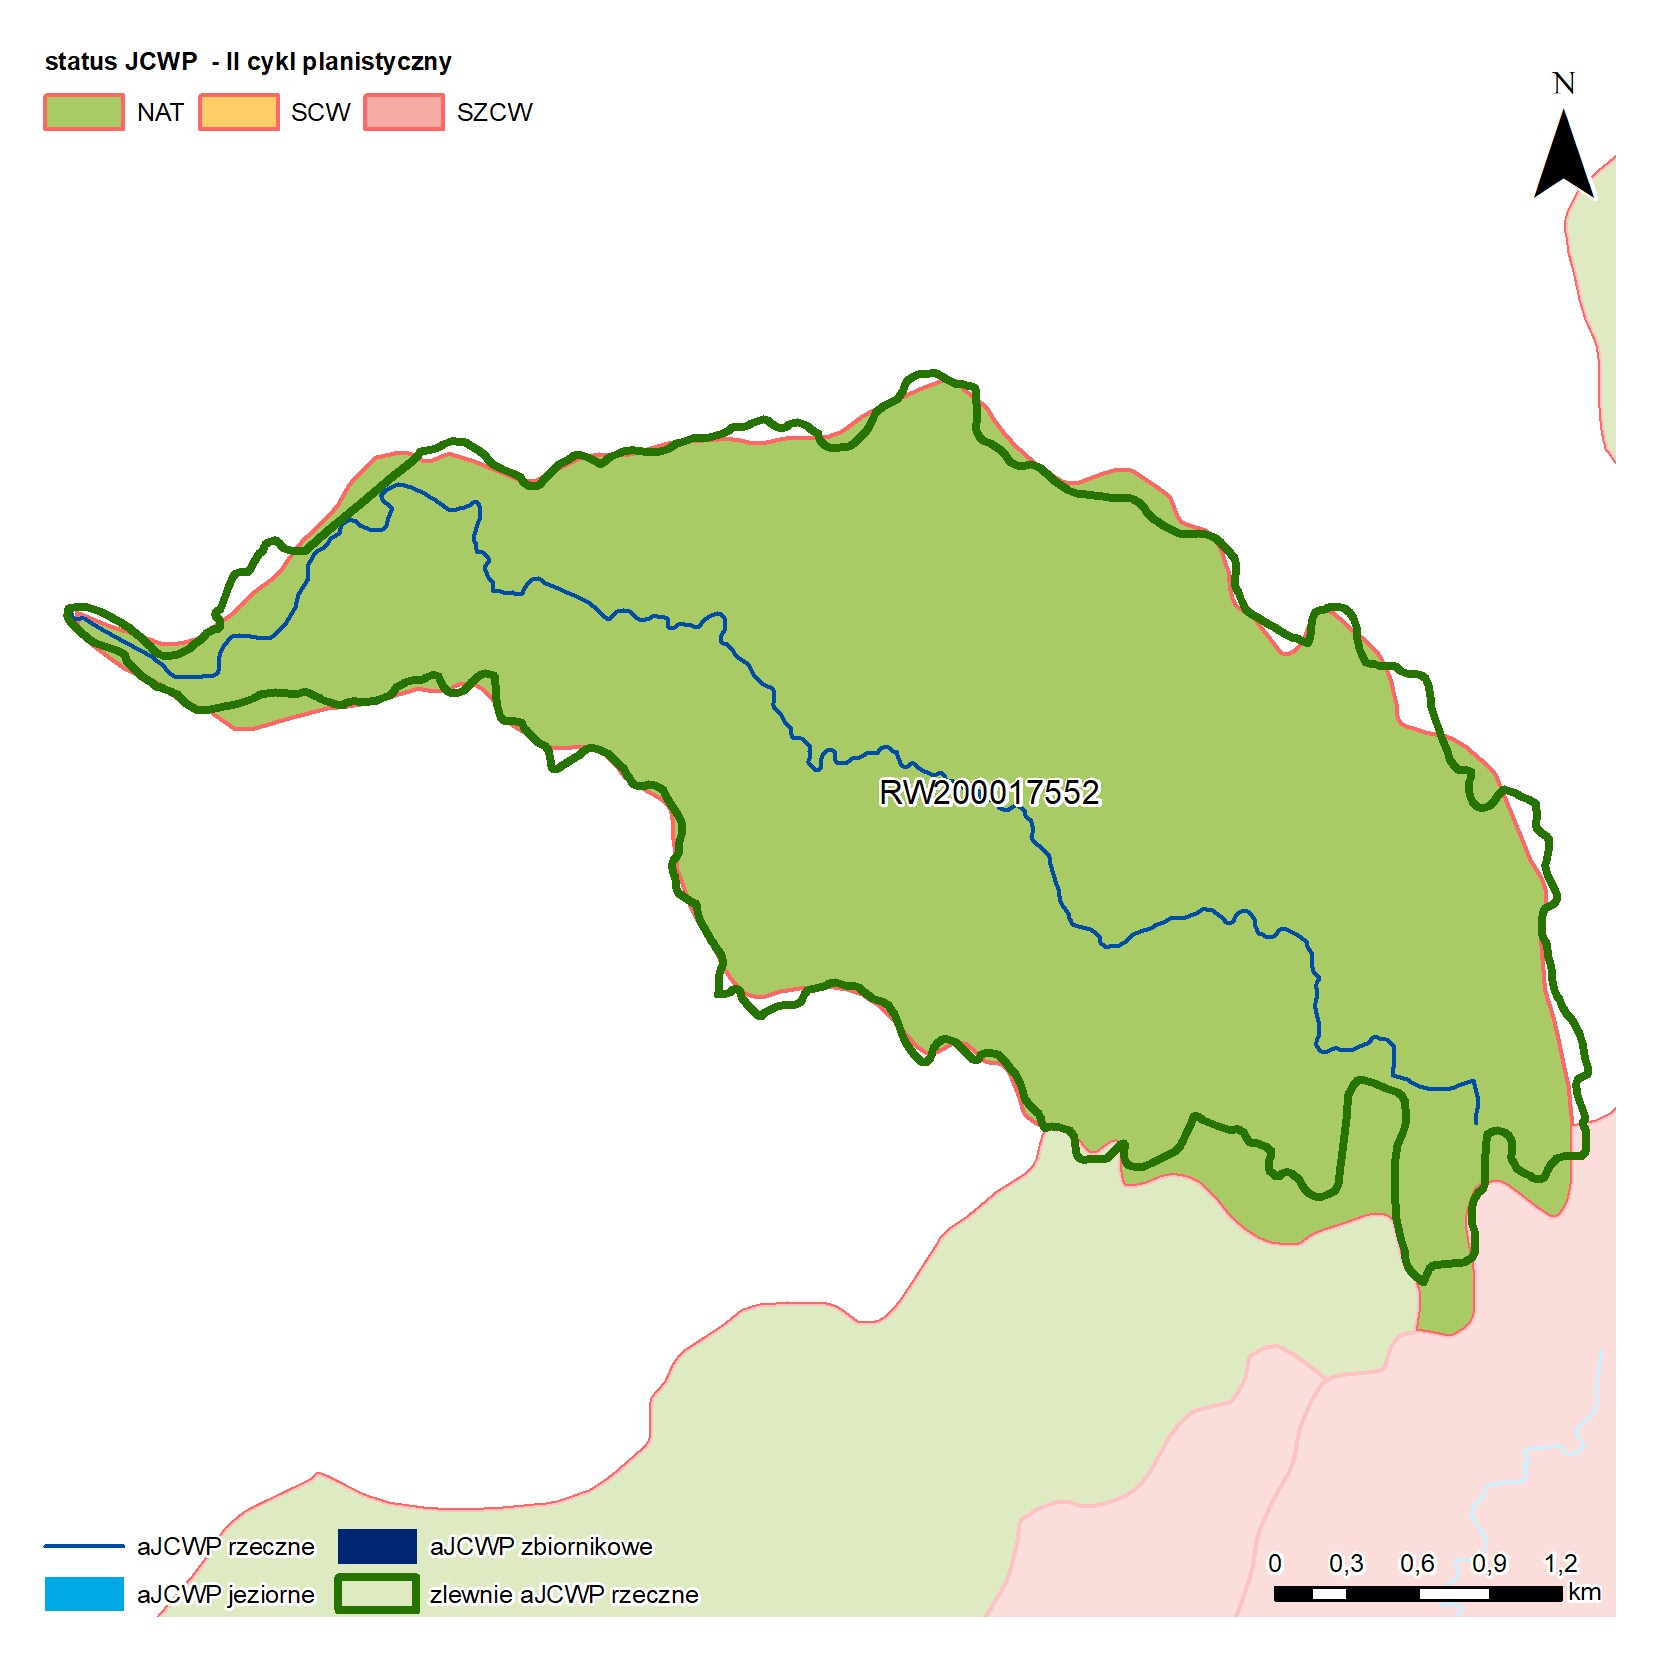 status JCWP - II cykl planistyczny
NAT SCW SZCW
N
RW200017552
aJCWP rzeczne aJCWP zbiornikowe
aJCWP jeziorne zlewnie aJCWP rzeczne
0 0,3 0,6 0,9 1,2
km